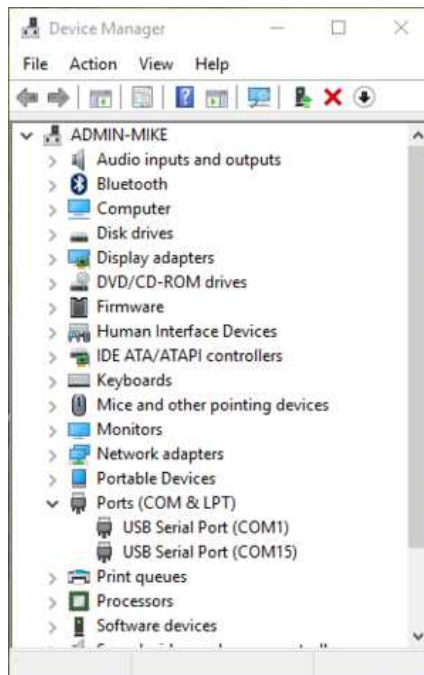 Device Manager
File Action View Help
ADMIN-MIKE
Audio inputs and outputs
Bluetooth
Computer
Disk drives
Display adapters
DVD/CD-ROM drives
Firmware
Human Interface Devices
IDE ATA/ATAPI controllers
Keyboards
Mice and other pointing devices
Monitors
Network adapters
Portable Devices
Ports (COM & LPT)
USB Serial Port (COM1)
USB Serial Port (COM15)
Print queues
Processors
Software devices